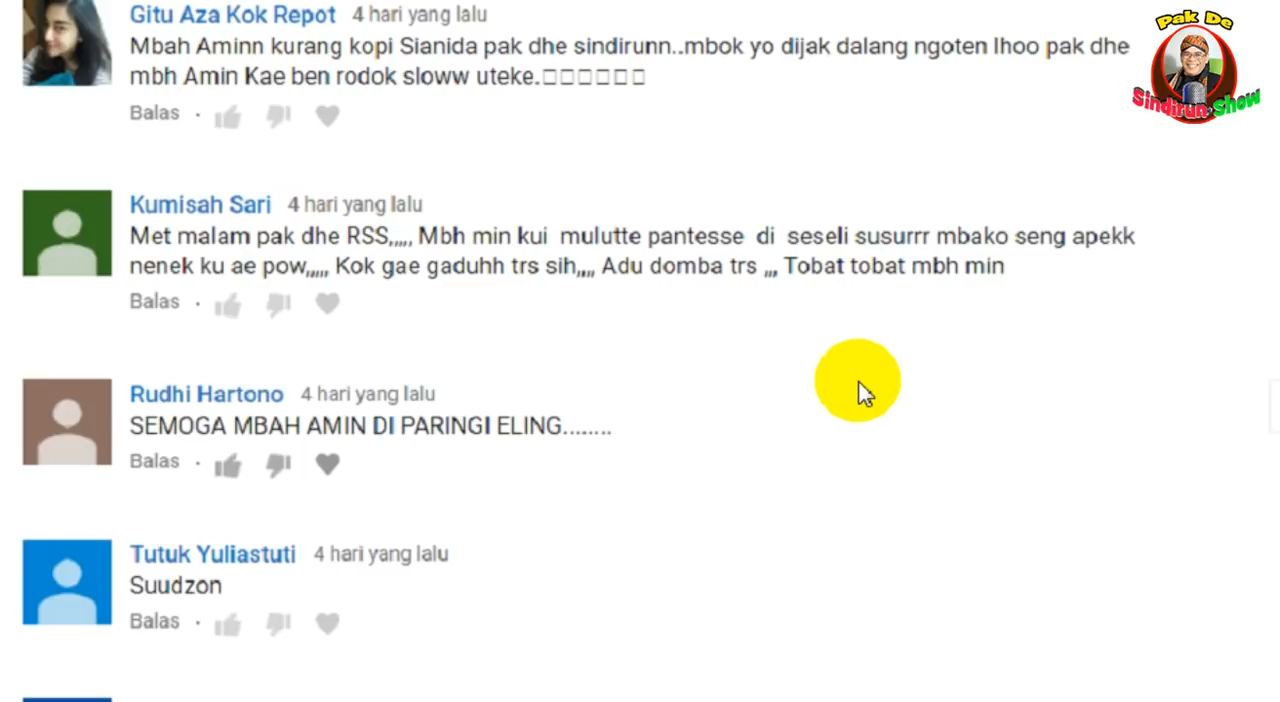 Gitu Aza Kok Repot 4 hari yang lalu
Mbah Aminn kurang kopi Sianida pak dhe sindirunn..mbok yo dijak dalang ngoten lhoo pak dhe
mbh Amin Kae ben rodok sloww uteke.□□□□□□
Balas ·
Kumisah Sari 4 hari yang lalu
Met malam pak dhe RSS,,,,, Mbh min kui mulutte pantesse di seseli susurrr mbako seng apekk
nenek ku ae pow,,,,, Kok gae gaduhh trs sih,,,, Adu domba trs ,,, Tobat tobat mbh min
Balas ·
Rudhi Hartono 4 hari yang lalu
SEMOGA MBAH AMIN DI PARINGI ELING........
Balas ·
Tutuk Yuliastuti 4 hari yang lalu
Suudzon
Balas ·
Pak De
Sindirun Show